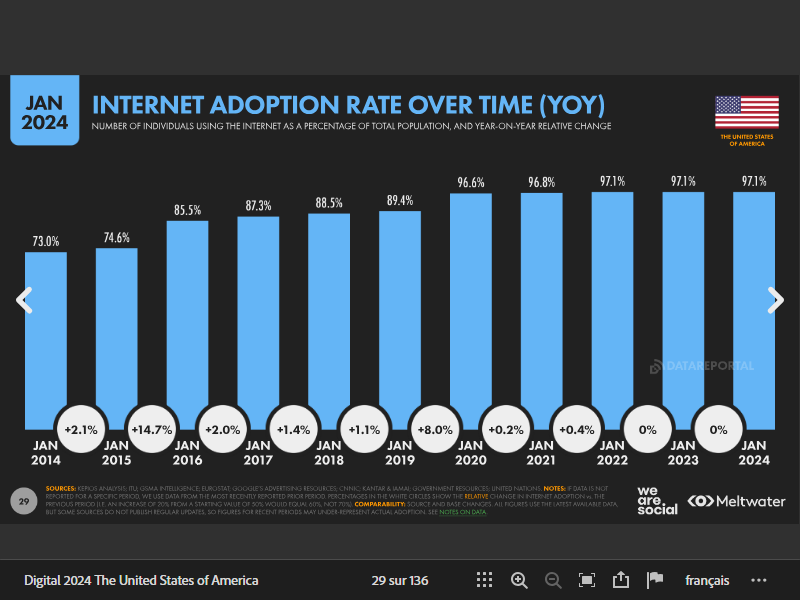 JAN
2024
INTERNET ADOPTION RATE OVER TIME (YOY)
NUMBER OF INDIVIDUALS USING THE INTERNET AS A PERCENTAGE OF TOTAL POPULATION, AND YEAR-ON-YEAR RELATIVE CHANGE
THE UNITED STATES
OF AMERICA
73.0% 74.6% 85.5% 87.3% 88.5% 89.4% 96.6% 96.8% 97.1% 97.1% 97.1%
DATAREPORTAL
+2.1% +14.7% +2.0% +1.4% +1.1% +8.0% +0.2% +0.4% 0% 0%
JAN JAN JAN JAN JAN JAN JAN JAN JAN JAN JAN
2014 2015 2016 2017 2018 2019 2020 2021 2022 2023 2024
29
SOURCES: KEPIOS ANALYSIS; ITU; GSMA INTELLIGENCE; EUROSTAT; GOOGLE'S ADVERTISING RESOURCES; CNNIC; KANTAR & IAMAI; GOVERNMENT RESOURCES; UNITED NATIONS. NOTES: IF DATA IS NOT
REPORTED FOR A SPECIFIC PERIOD, WE USE DATA FROM THE MOST RECENTLY REPORTED PRIOR PERIOD. PERCENTAGES IN THE WHITE CIRCLES SHOW THE RELATIVE CHANGE IN INTERNET ADOPTION vs. THE
PREVIOUS PERIOD (I.E. AN INCREASE OF 20% FROM A STARTING VALUE OF 50% WOULD EQUAL 60%, NOT 70%). COMPARABILITY: SOURCE AND BASE CHANGES. ALL FIGURES USE THE LATEST AVAILABLE DATA,
BUT SOME SOURCES DO NOT PUBLISH REGULAR UPDATES, SO FIGURES FOR RECENT PERIODS MAY UNDER-REPRESENT ACTUAL ADOPTION. SEE NOTES ON DATA.
we
are.
social
Meltwater
Digital 2024 The United States of America
29 sur 136
français